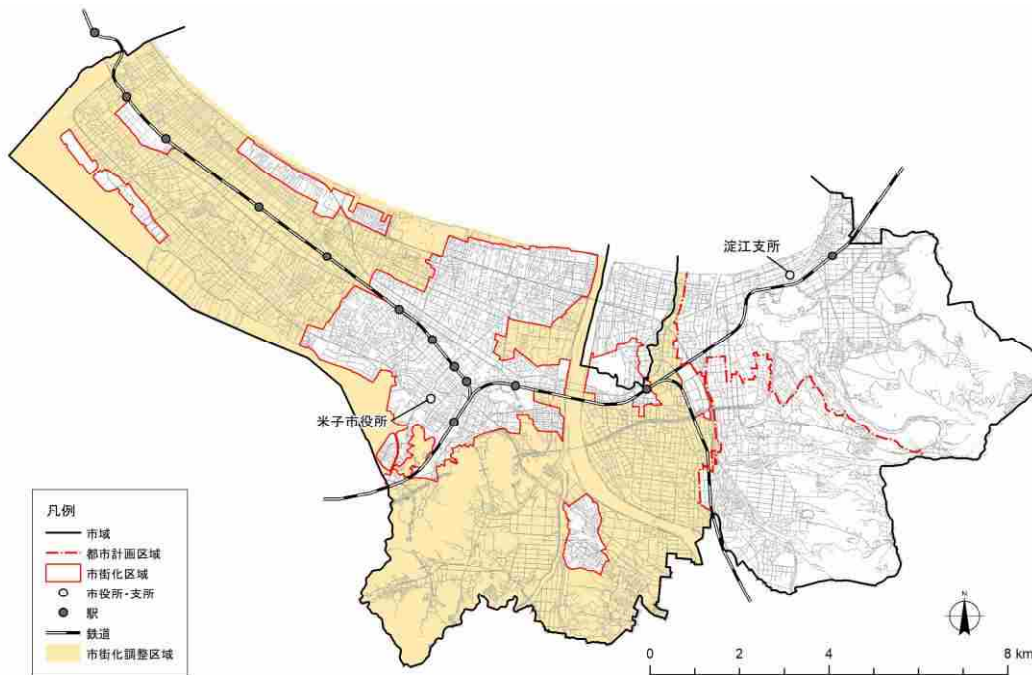 淀江支所
米子市役所
凡例
市域
都市計画区域
市街化区域
市役所・支所
駅
鉄道
市街化調整区域
N
0 2 4 8 km